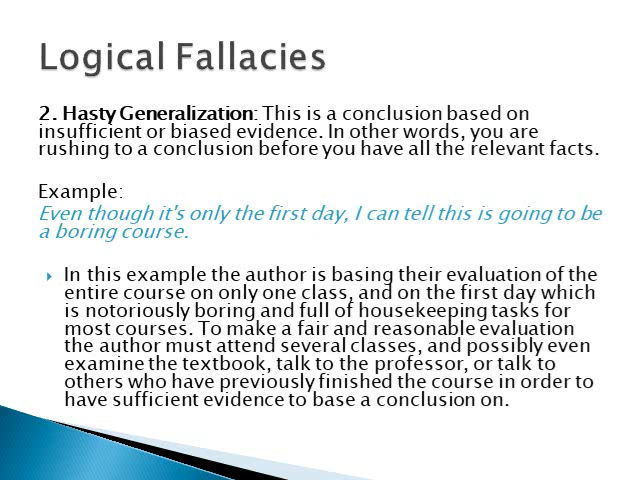 Logical Fallacies
2. Hasty Generalization: This is a conclusion based on
insufficient or biased evidence. In other words, you are
rushing to a conclusion before you have all the relevant facts.
Example:
Even though it's only the first day, I can tell this is going to be
a boring course.
In this example the author is basing their evaluation of the
entire course on only one class, and on the first day which
is notoriously boring and full of housekeeping tasks for
most courses. To make a fair and reasonable evaluation
the author must attend several classes, and possibly even
examine the textbook, talk to the professor, or talk to
others who have previously finished the course in order to
have sufficient evidence to base a conclusion on.